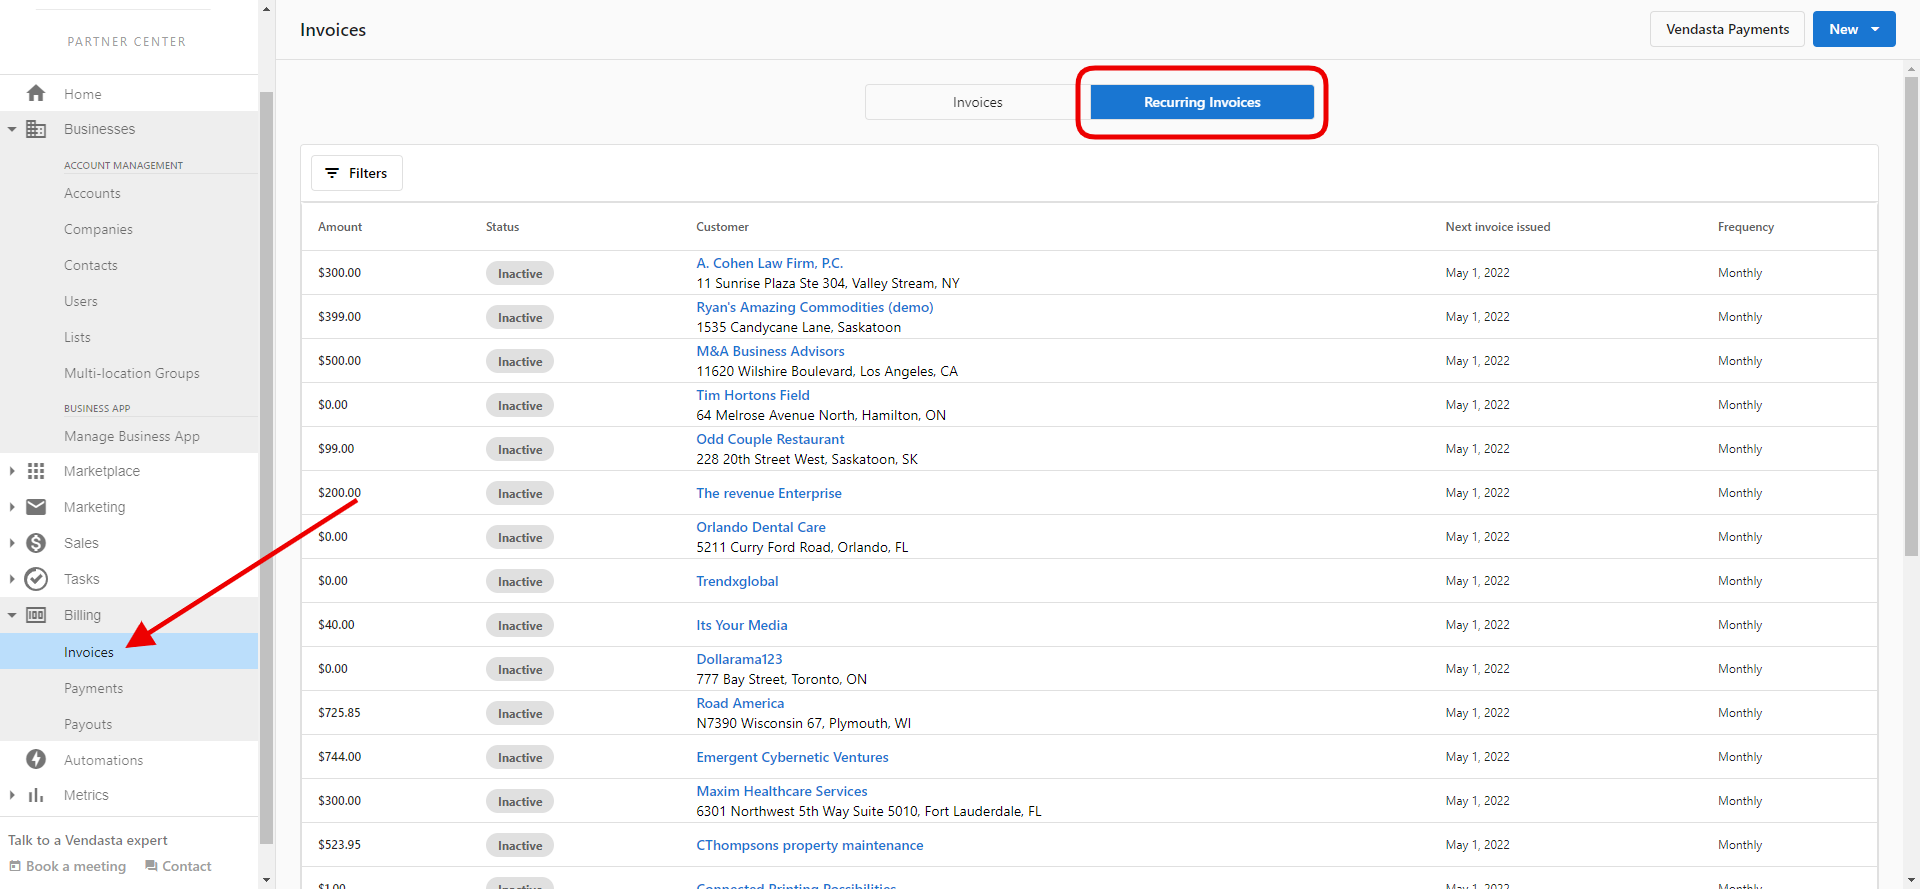 PARTNER CENTER
Home
Businesses
ACCOUNT MANAGEMENT
Accounts
Companies
Contacts
Users
Lists
Multi-location Groups
BUSINESS APP
Manage Business App
Marketplace
Marketing
Sales
Tasks
Billing
Invoices
Payments
Payouts
Automations
Metrics
Talk to a Vendasta expert
Book a meeting Contact
Invoices
Vendasta Payments New
Invoices Recurring Invoices
Filters
Amount Status Customer Next invoice issued Frequency
$300.00 Inactive A. Cohen Law Firm, P.C. May 1, 2022 Monthly
11 Sunrise Plaza Ste 304, Valley Stream, NY
$399.00 Inactive Ryan's Amazing Commodities (demo) May 1, 2022 Monthly
1535 Candycane Lane, Saskatoon
$500.00 Inactive M&A Business Advisors May 1, 2022 Monthly
11620 Wilshire Boulevard, Los Angeles, CA
$0.00 Inactive Tim Hortons Field May 1, 2022 Monthly
64 Melrose Avenue North, Hamilton, ON
$99.00 Inactive Odd Couple Restaurant May 1, 2022 Monthly
228 20th Street West, Saskatoon, SK
$200.00 Inactive The revenue Enterprise May 1, 2022 Monthly
$0.00 Inactive Orlando Dental Care May 1, 2022 Monthly
5211 Curry Ford Road, Orlando, FL
$0.00 Inactive Trendxglobal May 1, 2022 Monthly
$40.00 Inactive Its Your Media May 1, 2022 Monthly
$0.00 Inactive Dollarama123 May 1, 2022 Monthly
777 Bay Street, Toronto, ON
$725.85 Inactive Road America May 1, 2022 Monthly
N7390 Wisconsin 67, Plymouth, WI
$744.00 Inactive Emergent Cybernetic Ventures May 1, 2022 Monthly
$300.00 Inactive Maxim Healthcare Services May 1, 2022 Monthly
6301 Northwest 5th Way Suite 5010, Fort Lauderdale, FL
$523.95 Inactive CThompsons property maintenance May 1, 2022 Monthly
$1.00 Inactive Connected Printing Possibilities May 1, 2022 Monthly